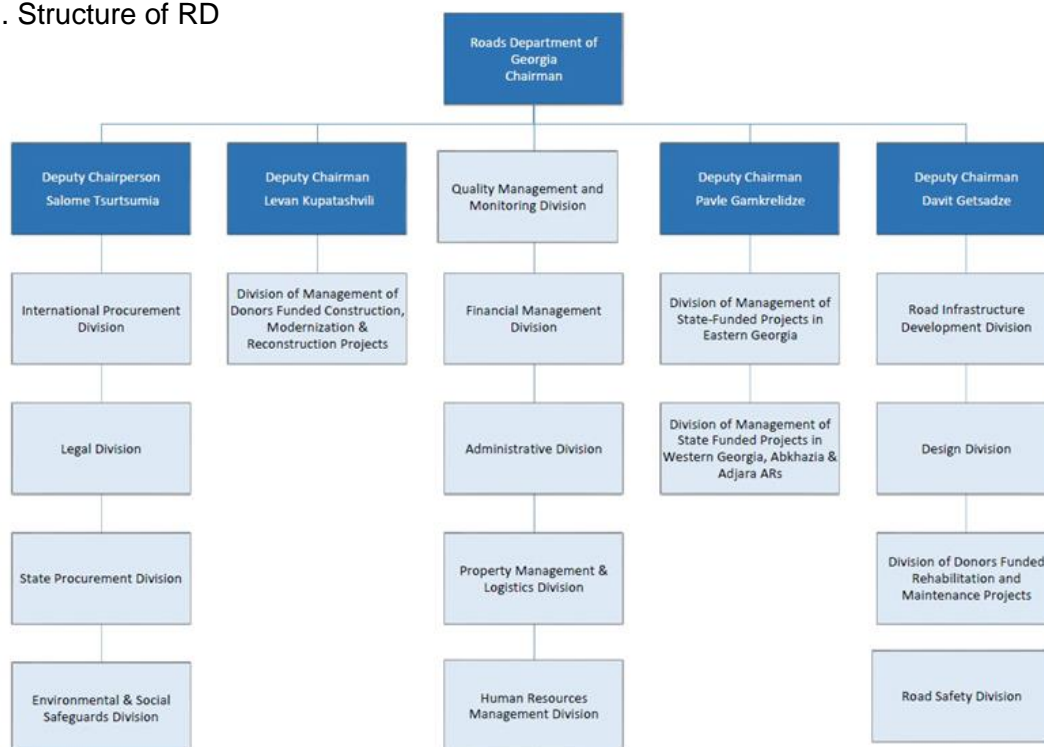 . Structure of RD
Roads Department of
Georgia
Chairman
Deputy Chairperson
Salome Tsurtsumia
Deputy Chairman
Levan Kupatashvili
Quality Management and
Monitoring Division
Deputy Chairman
Pavle Gamkrelidze
Deputy Chairman
Davit Getsadze
International Procurement
Division
Division of Management of
Donors Funded Construction,
Modernization &
Reconstruction Projects
Financial Management
Division
Division of Management of
State-Funded Projects in
Eastern Georgia
Road Infrastructure
Development Division
Legal Division
Administrative Division
Division of Management of
State Funded Projects in
Western Georgia, Abkhazia &
Adjara ARs
Design Division
State Procurement Division
Property Management &
Logistics Division
Division of Donors Funded
Rehabilitation and
Maintenance Projects
Environmental & Social
Safeguards Division
Human Resources
Management Division
Road Safety Division